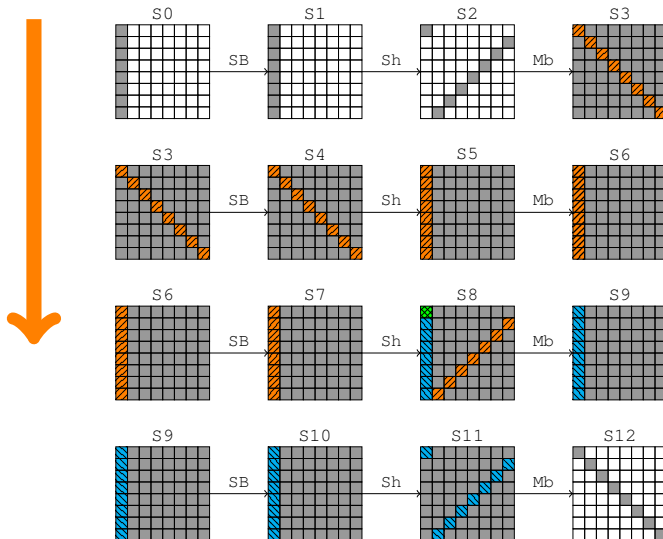 S0 S1 S2 S3
SB Sh Mb
S3 S4 S5 S6
SB Sh Mb
S6 S7 S8 S9
SB Sh Mb
S9 S10 S11 S12
SB Sh Mb